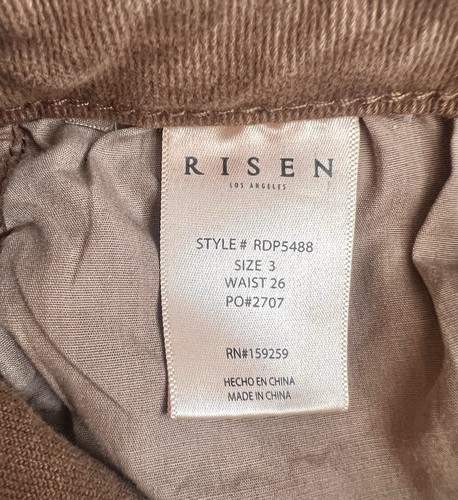 RISEN
LOS ANGELES
STYLE# RDP5488
SIZE 3
WAIST 26
PO#2707
RN#159259
HECHO EN CHINA
MADE IN CHINA